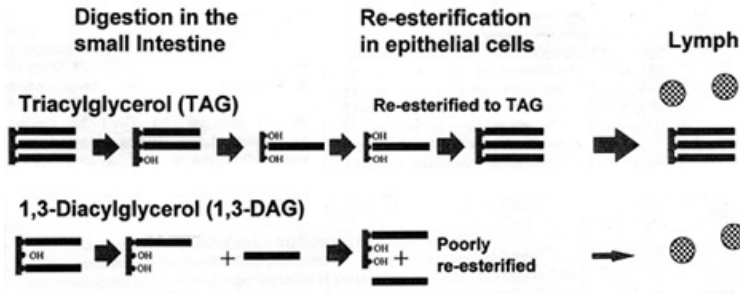 Digestion in the
small Intestine
Re-esterification
in epithelial cells
Lymph
Triacylglycerol (TAG)
Re-esterified to TAG
OH
OH
OH
OH
OH
1,3-Diacylglycerol (1,3-DAG)
OH
OH
OH
+
OH
OH
+
Poorly
re-esterified